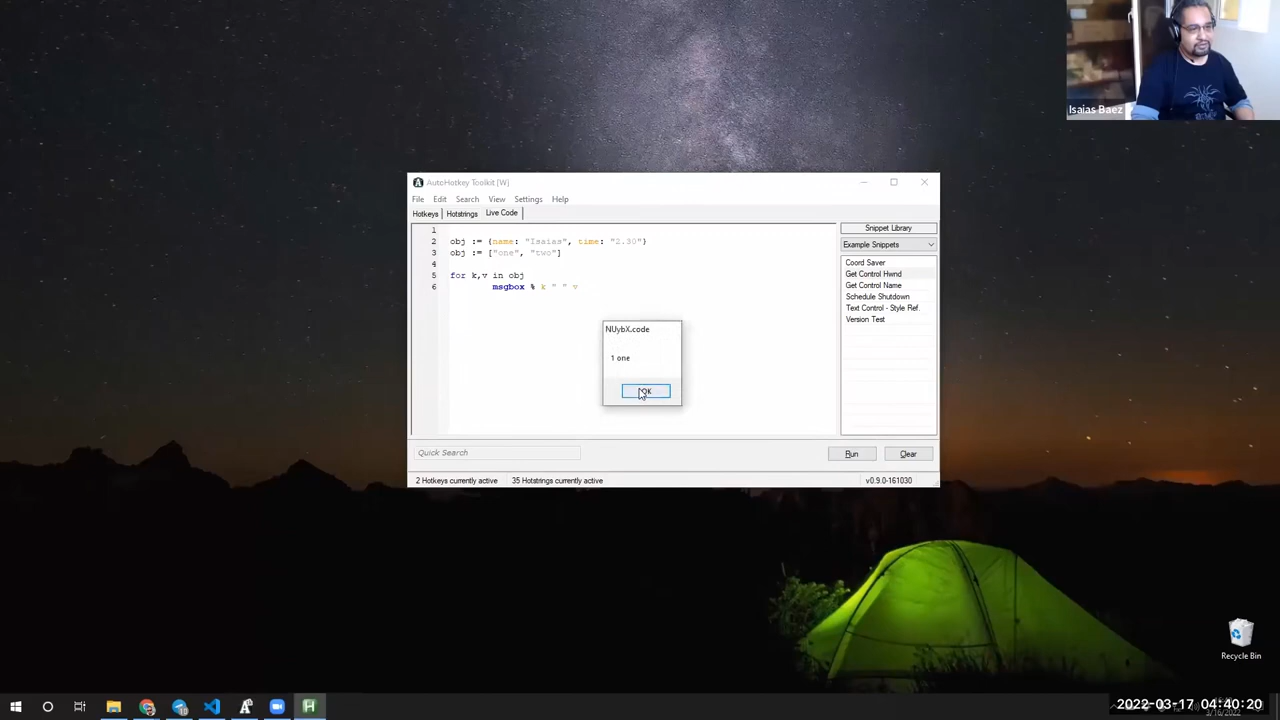 Isaias Baez
AutoHotkey Toolkit [W]
File Edit Search View Settings Help
Hotkeys Hotstrings Live Code
1
2 obj := {name: "Isaias", time: "2.30"}
3 obj := ["one", "two"]
4
5 for k,v in obj
6 msgbox % k " " v
Snippet Library
Example Snippets
Coord Saver
Get Control Hwnd
Get Control Name
Schedule Shutdown
Text Control - Style Ref.
Version Test
NUybX.code
1 one
OK
Quick Search
Run Clear
2 Hotkeys currently active 35 Hotstrings currently active v0.9.0-161030
Recycle Bin
2022-03-17 04:40:20